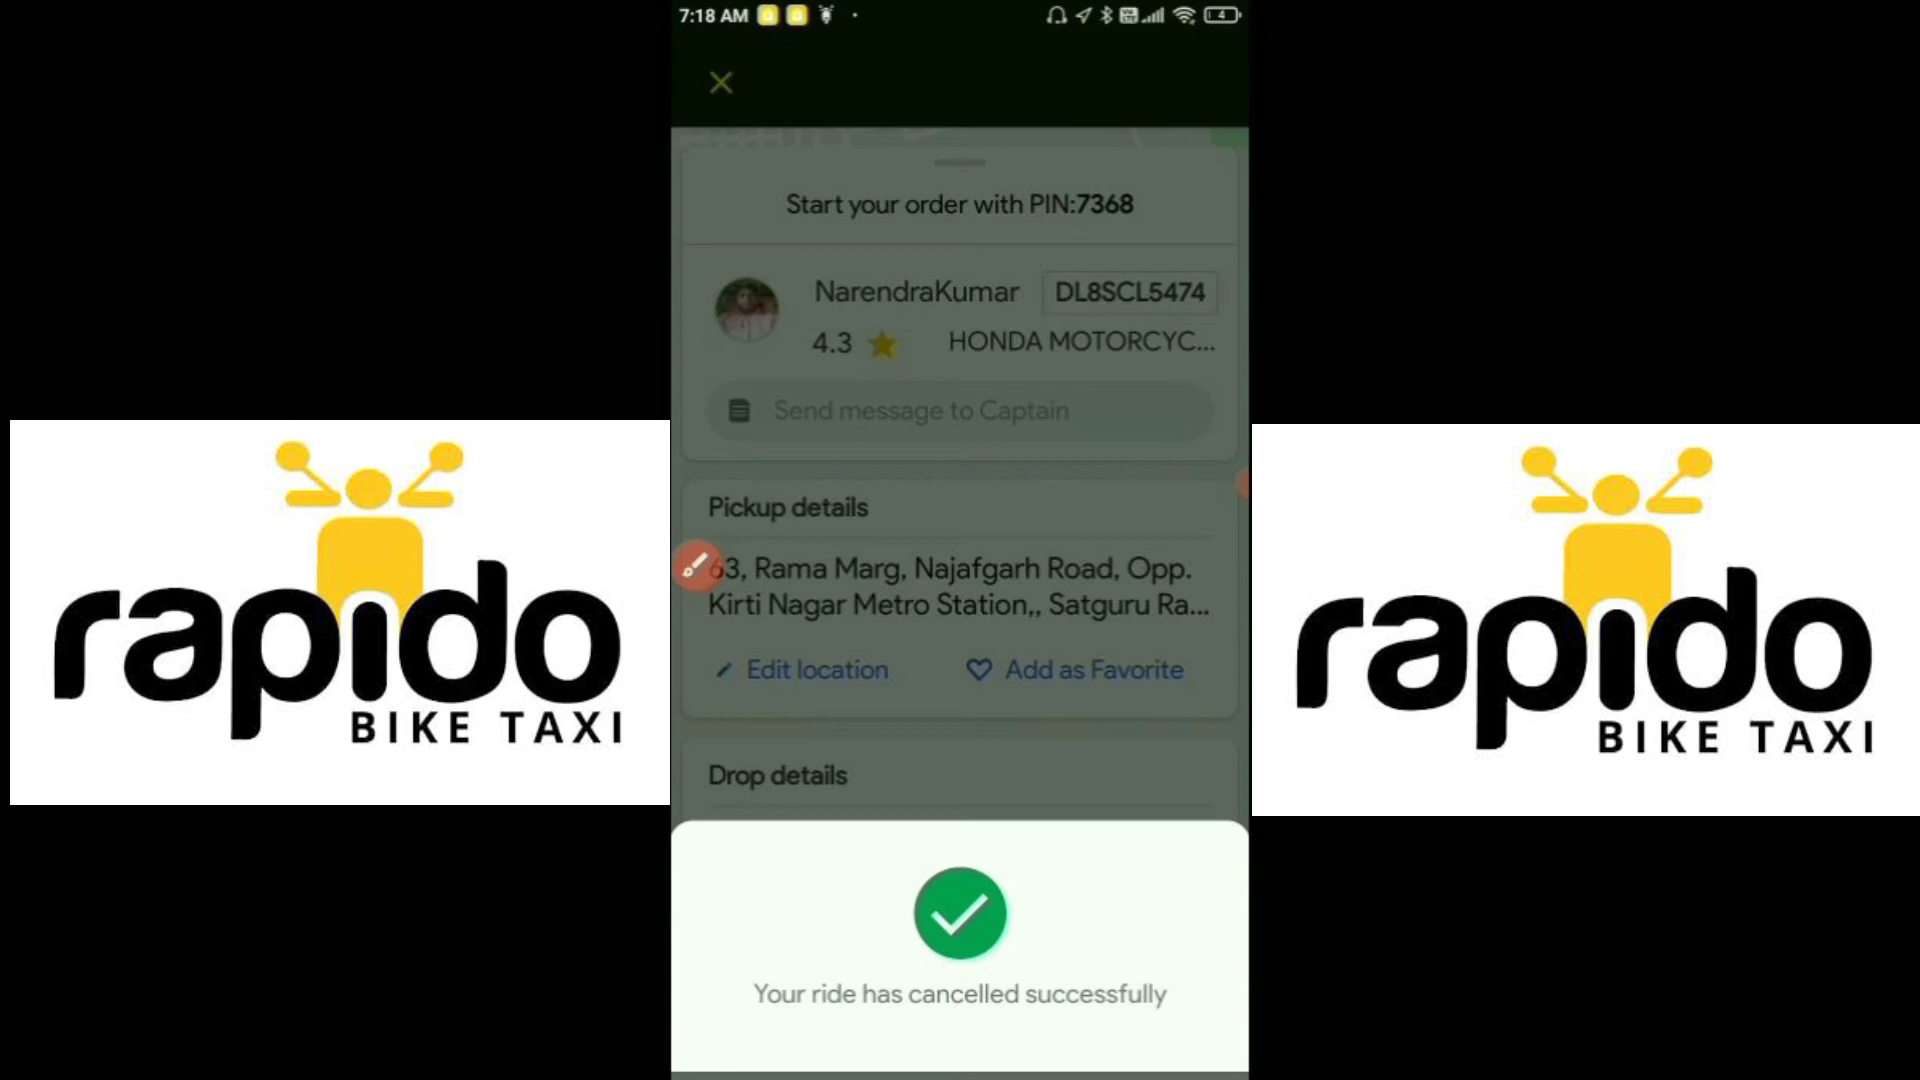 7:18 AM
4
Start your order with PIN:7368
NarendraKumar
DL8SCL5474
4.3
HONDA MOTORCYC...
Send message to Captain
Pickup details
63, Rama Marg, Najafgarh Road, Opp.
Kirti Nagar Metro Station,, Satguru Ra...
Edit location
Add as Favorite
Drop details
Your ride has cancelled successfully
rapido
BIKE TAXI
rapido
BIKE TAXI